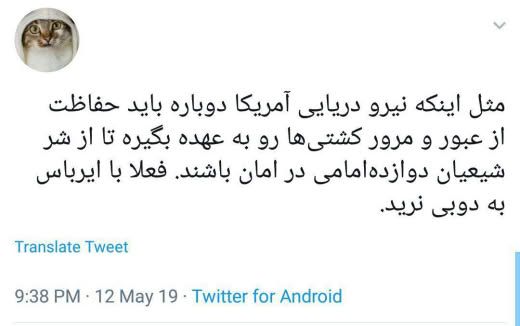 مثل اینکه نیرو دریایی آمریکا دوباره باید حفاظت
از عبور و مرور کشتی‌ها رو به عهده بگیره تا از شر
شیعیان دوازده‌امامی در امان باشند. فعلا با ایرباس
به دوبی نرید.
Translate Tweet
9:38 PM · 12 May 19 · Twitter for Android